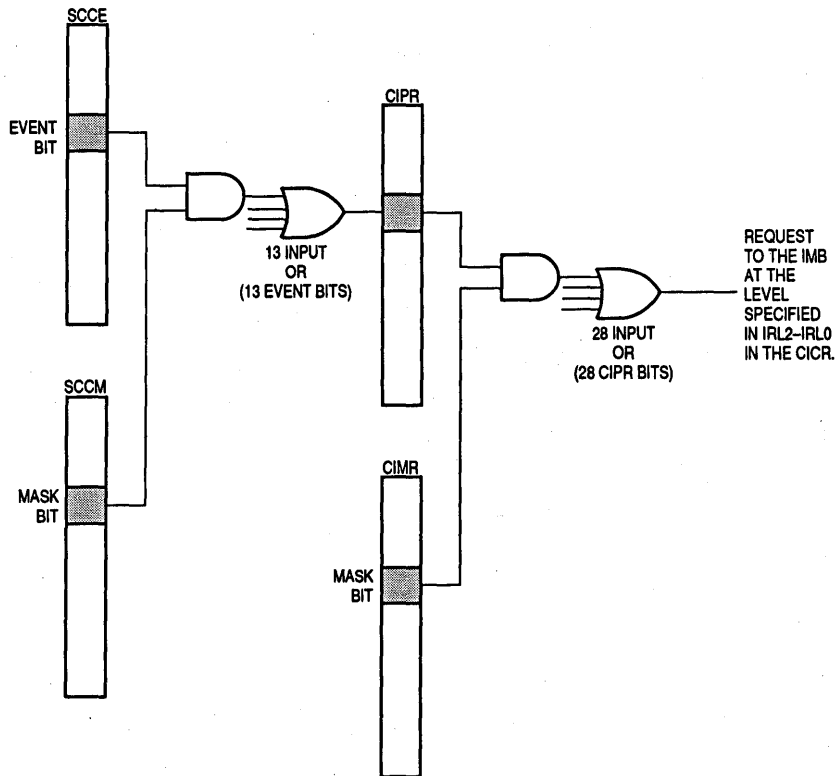 SCCE
EVENT
BIT
13 INPUT
OR
(13 EVENT BITS)
SCCM
MASK
BIT
CIPR
28 INPUT
OR
(28 CIPR BITS)
CIMR
MASK
BIT
REQUEST
TO THE IMB
AT THE
LEVEL
SPECIFIED
IN IRL2–IRL0
IN THE CICR.